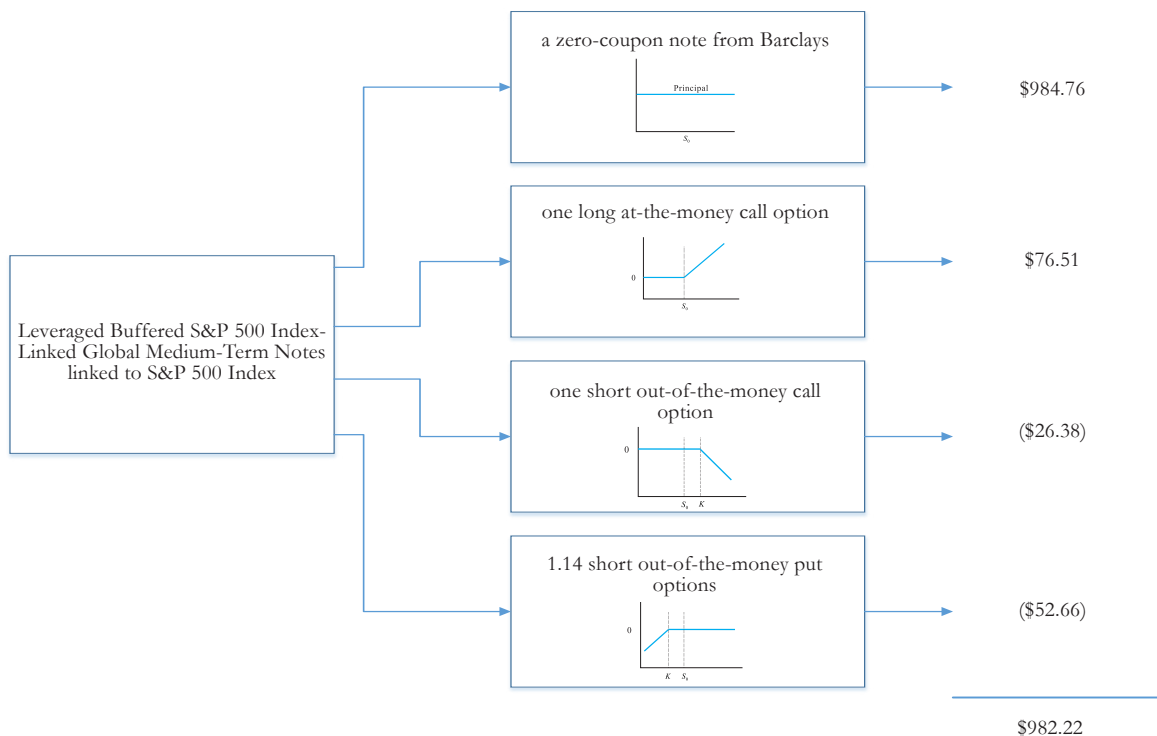 a zero-coupon note from Barclays
Principal
S₀
$984.76
one long at-the-money call option
0
S₀
$76.51
Leveraged Buffered S&P 500 Index-
Linked Global Medium-Term Notes
linked to S&P 500 Index
one short out-of-the-money call
option
0
S₀ K
($26.38)
1.14 short out-of-the-money put
options
0
K S₀
($52.66)
$982.22